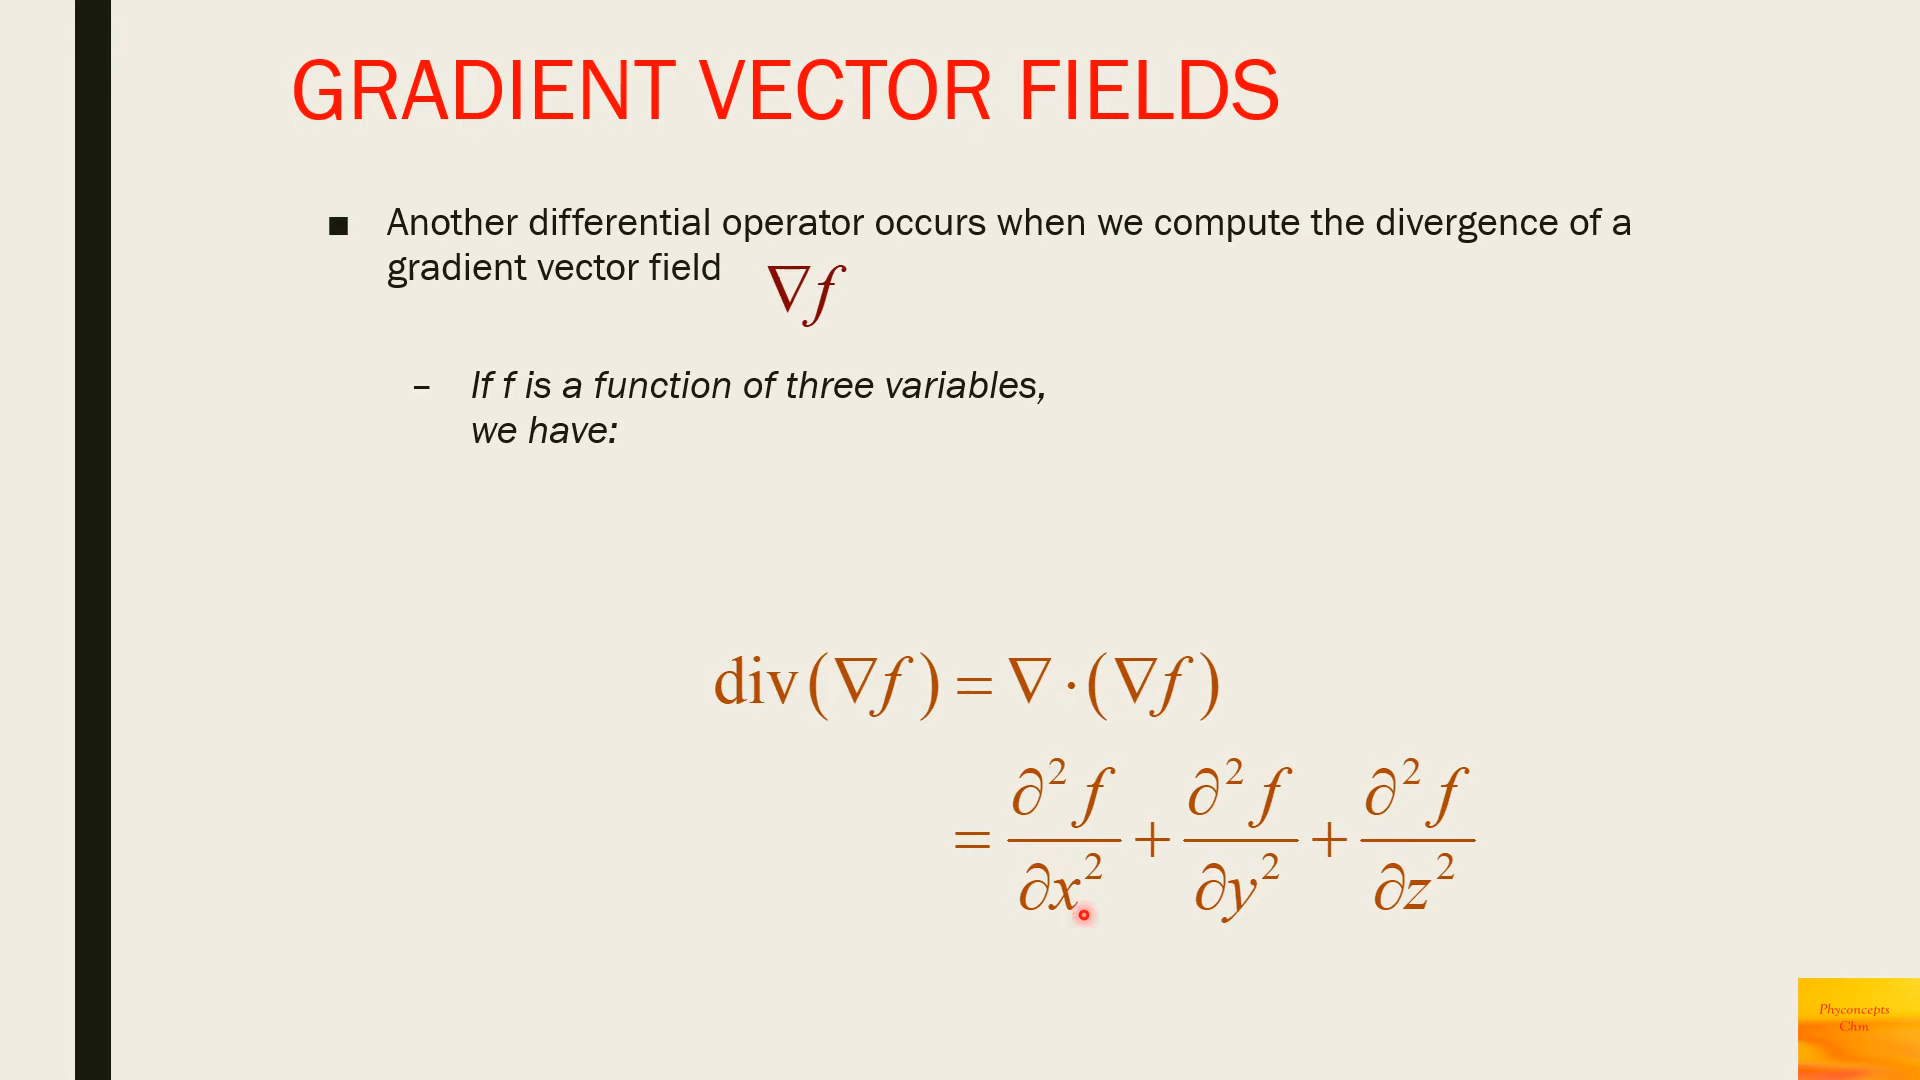 GRADIENT VECTOR FIELDS
■ Another differential operator occurs when we compute the divergence of a
gradient vector field ∇f
– If f is a function of three variables,
we have:
div(∇f) = ∇ · (∇f)
= ∂²f/∂x² + ∂²f/∂y² + ∂²f/∂z²
Phyconcepts
Chm